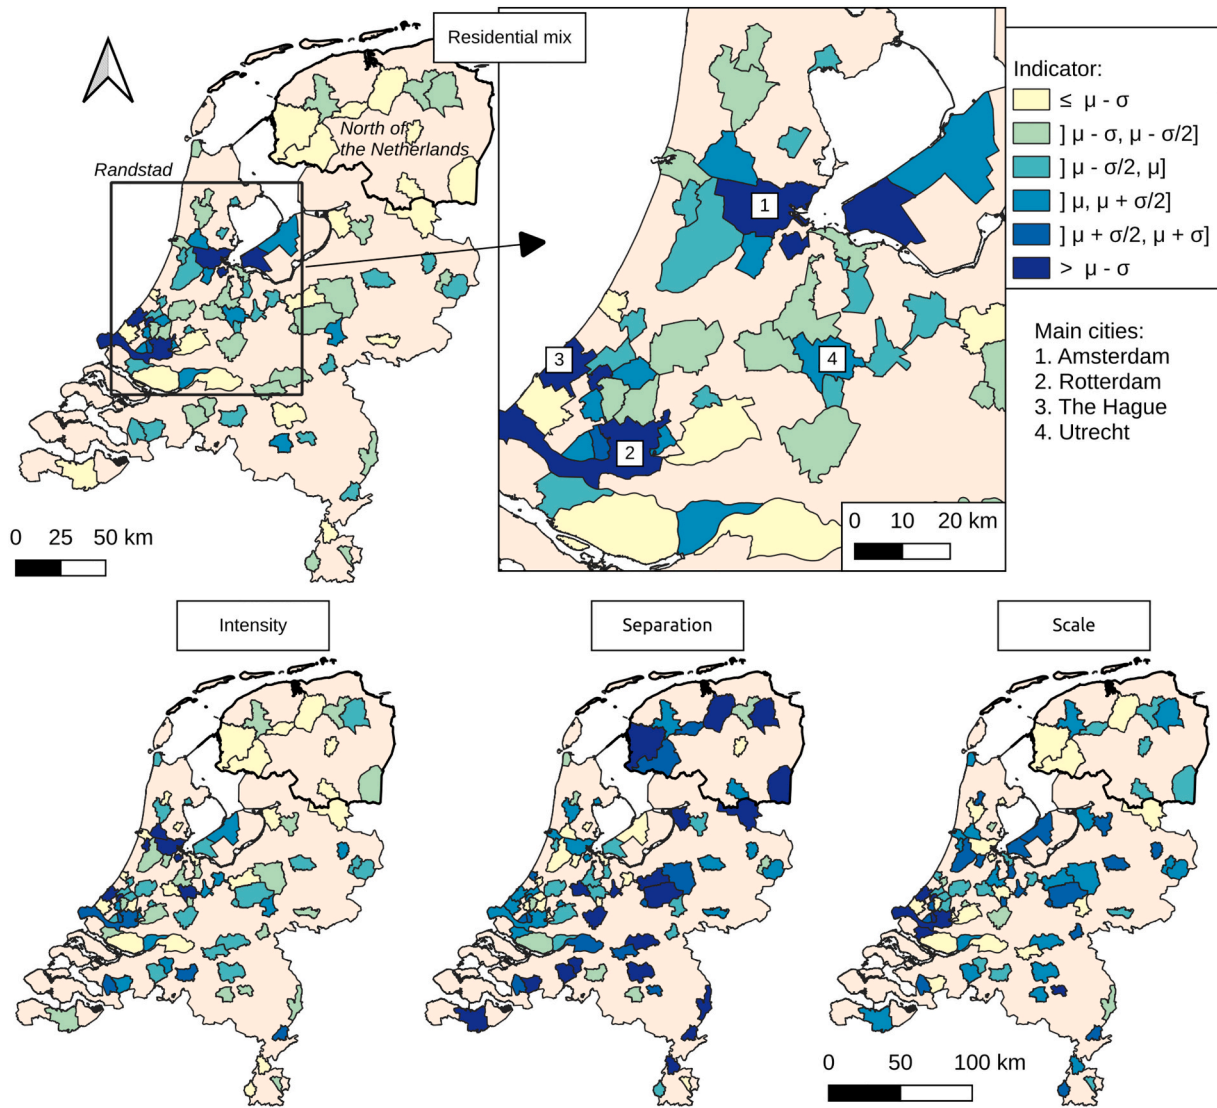 Residential mix
North of
the Netherlands
Randstad
0 25 50 km
1
2
3
4
0 10 20 km
Indicator:
≤ μ - σ
] μ - σ, μ - σ/2]
] μ - σ/2, μ]
] μ, μ + σ/2]
] μ + σ/2, μ + σ]
> μ - σ
Main cities:
1. Amsterdam
2. Rotterdam
3. The Hague
4. Utrecht
Intensity
Separation
Scale
0 50 100 km